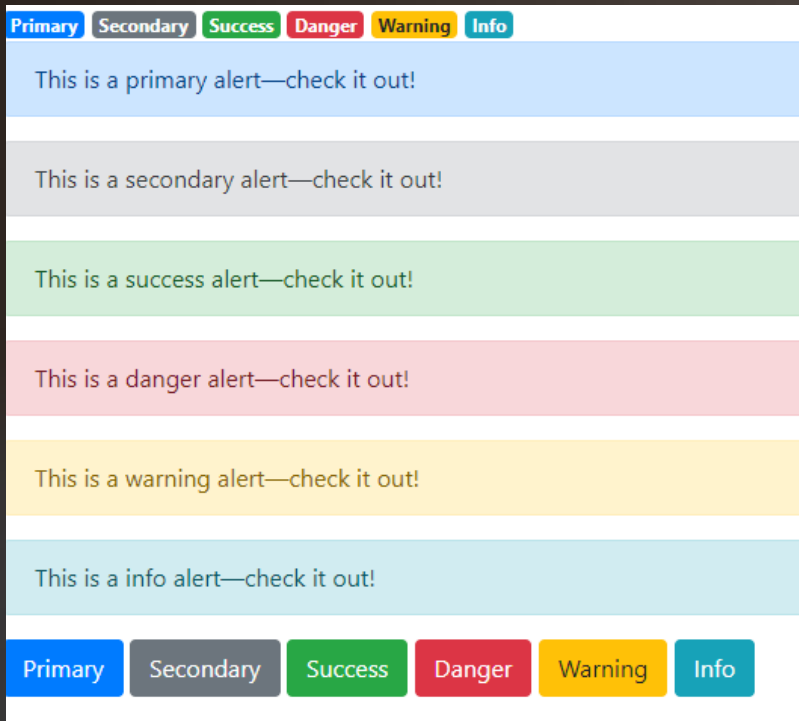 Primary Secondary Success Danger Warning Info
This is a primary alert—check it out!
This is a secondary alert—check it out!
This is a success alert—check it out!
This is a danger alert—check it out!
This is a warning alert—check it out!
This is a info alert—check it out!
Primary Secondary Success Danger Warning Info